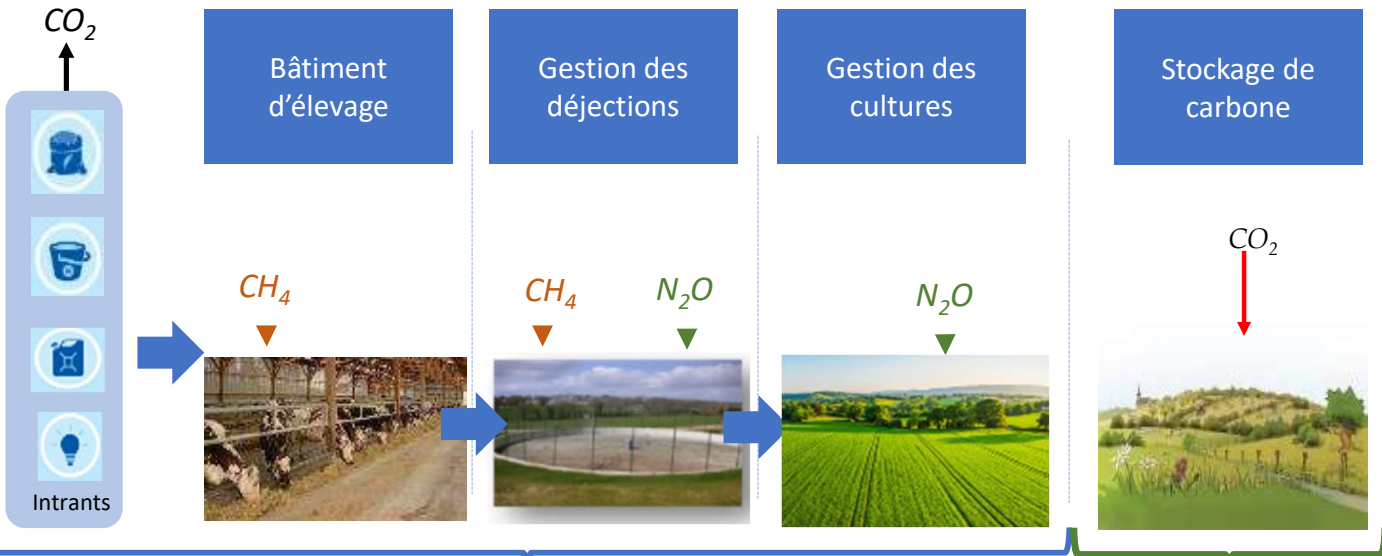 CO₂
Bâtiment
d’élevage
Gestion des
déjections
Gestion des
cultures
Stockage de
carbone
CO₂
CH₄
CH₄
N₂O
N₂O
Intrants